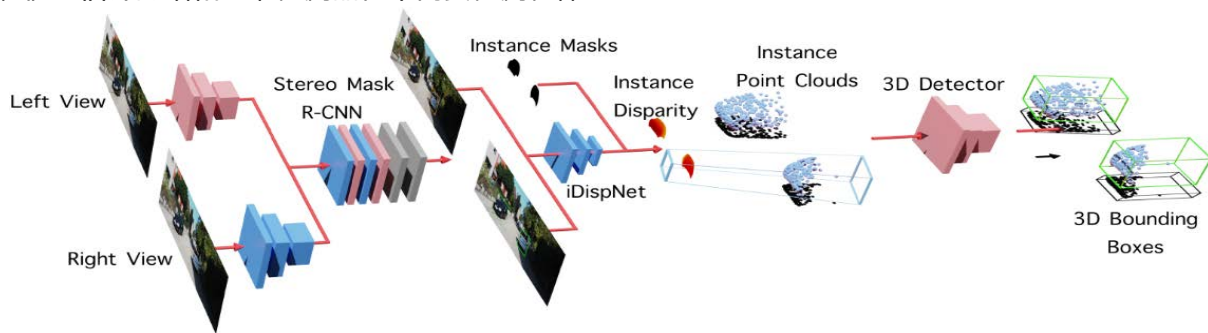 Left View
Stereo Mask
R-CNN
Instance Masks
Instance
Disparity
Instance
Point Clouds
3D Detector
iDispNet
Right View
3D Bounding
Boxes